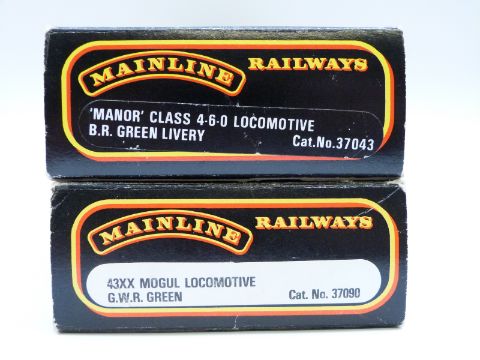 MAINLINE RAILWAYS
'MANOR' CLASS 4-6-0 LOCOMOTIVE
B.R. GREEN LIVERY Cat.No.37043
MAINLINE RAILWAYS
43XX MOGUL LOCOMOTIVE
G.W.R. GREEN Cat. No. 37090